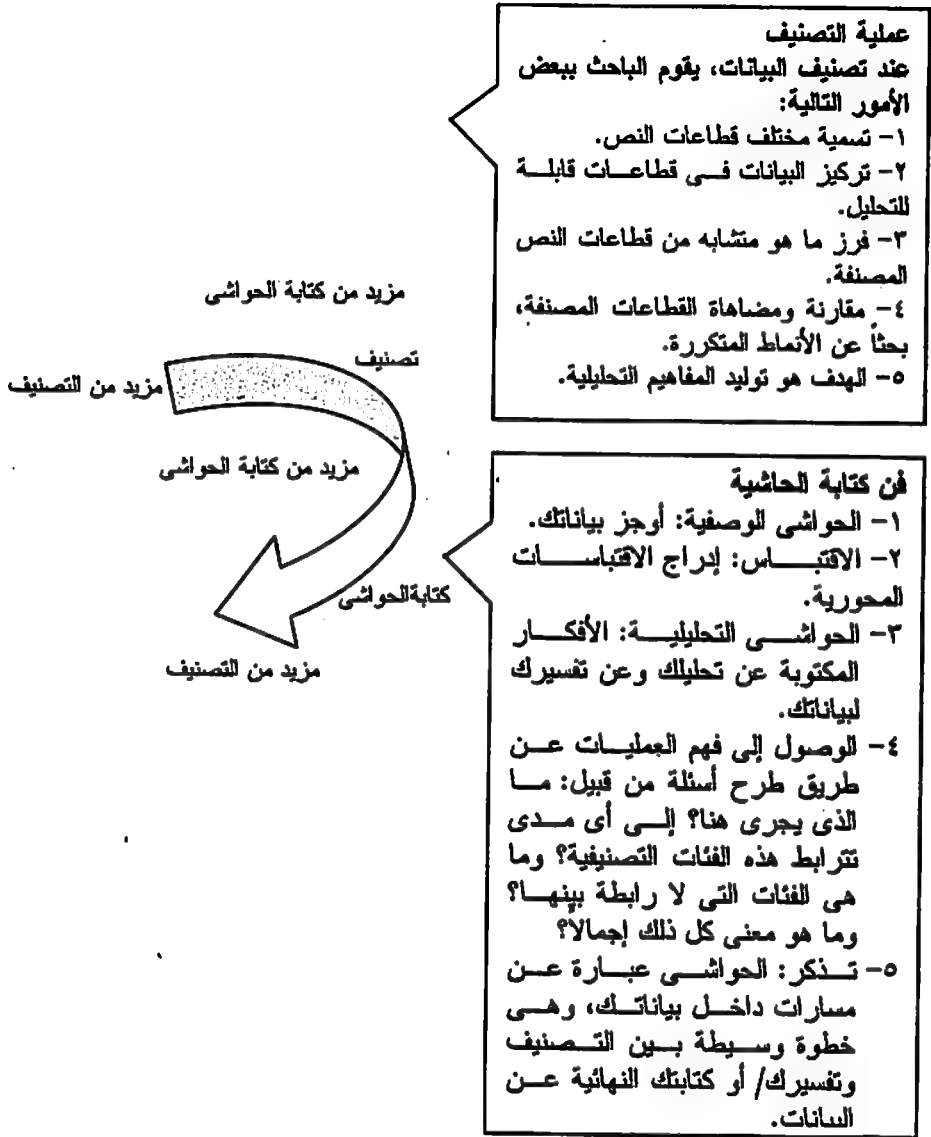 عملية التصنيف
عند تصنيف البيانات، يقوم الباحث ببعض
الأمور التالية:
١- تسمية مختلف قطاعات النص.
٢- تركيز البيانات فى قطاعات قابلة
للتحليل.
٣- فرز ما هو متشابه من قطاعات النص
المصنفة.
٤- مقارنة ومضاهاة القطاعات المصنفة،
بحثاً عن الأنماط المتكررة.
٥- الهدف هو توليد المفاهيم التحليلية.
مزيد من كتابة الحواشى
تصنيف
مزيد من التصنيف
مزيد من كتابة الحواشى
كتابةالحواشى
مزيد من التصنيف
فن كتابة الحاشية
١- الحواشى الوصفية: أوجز بياناتك.
٢- الاقتباس: إدراج الاقتباسات
المحورية.
٣- الحواشى التحليلية: الأفكار
المكتوبة عن تحليلك وعن تفسيرك
لبياناتك.
٤- الوصول إلى فهم العمليات عن
طريق طرح أسئلة من قبيل: ما
الذى يجرى هنا؟ إلى أى مدى
تترابط هذه الفئات التصنيفية؟ وما
هى الفئات التى لا رابطة بينها؟
وما هو معنى كل ذلك إجمالاً؟
٥- تذكر: الحواشى عبارة عن
مسارات داخل بياناتك، وهى
خطوة وسيطة بين التصنيف
وتفسيرك/ أو كتابتك النهائية عن
البيانات.